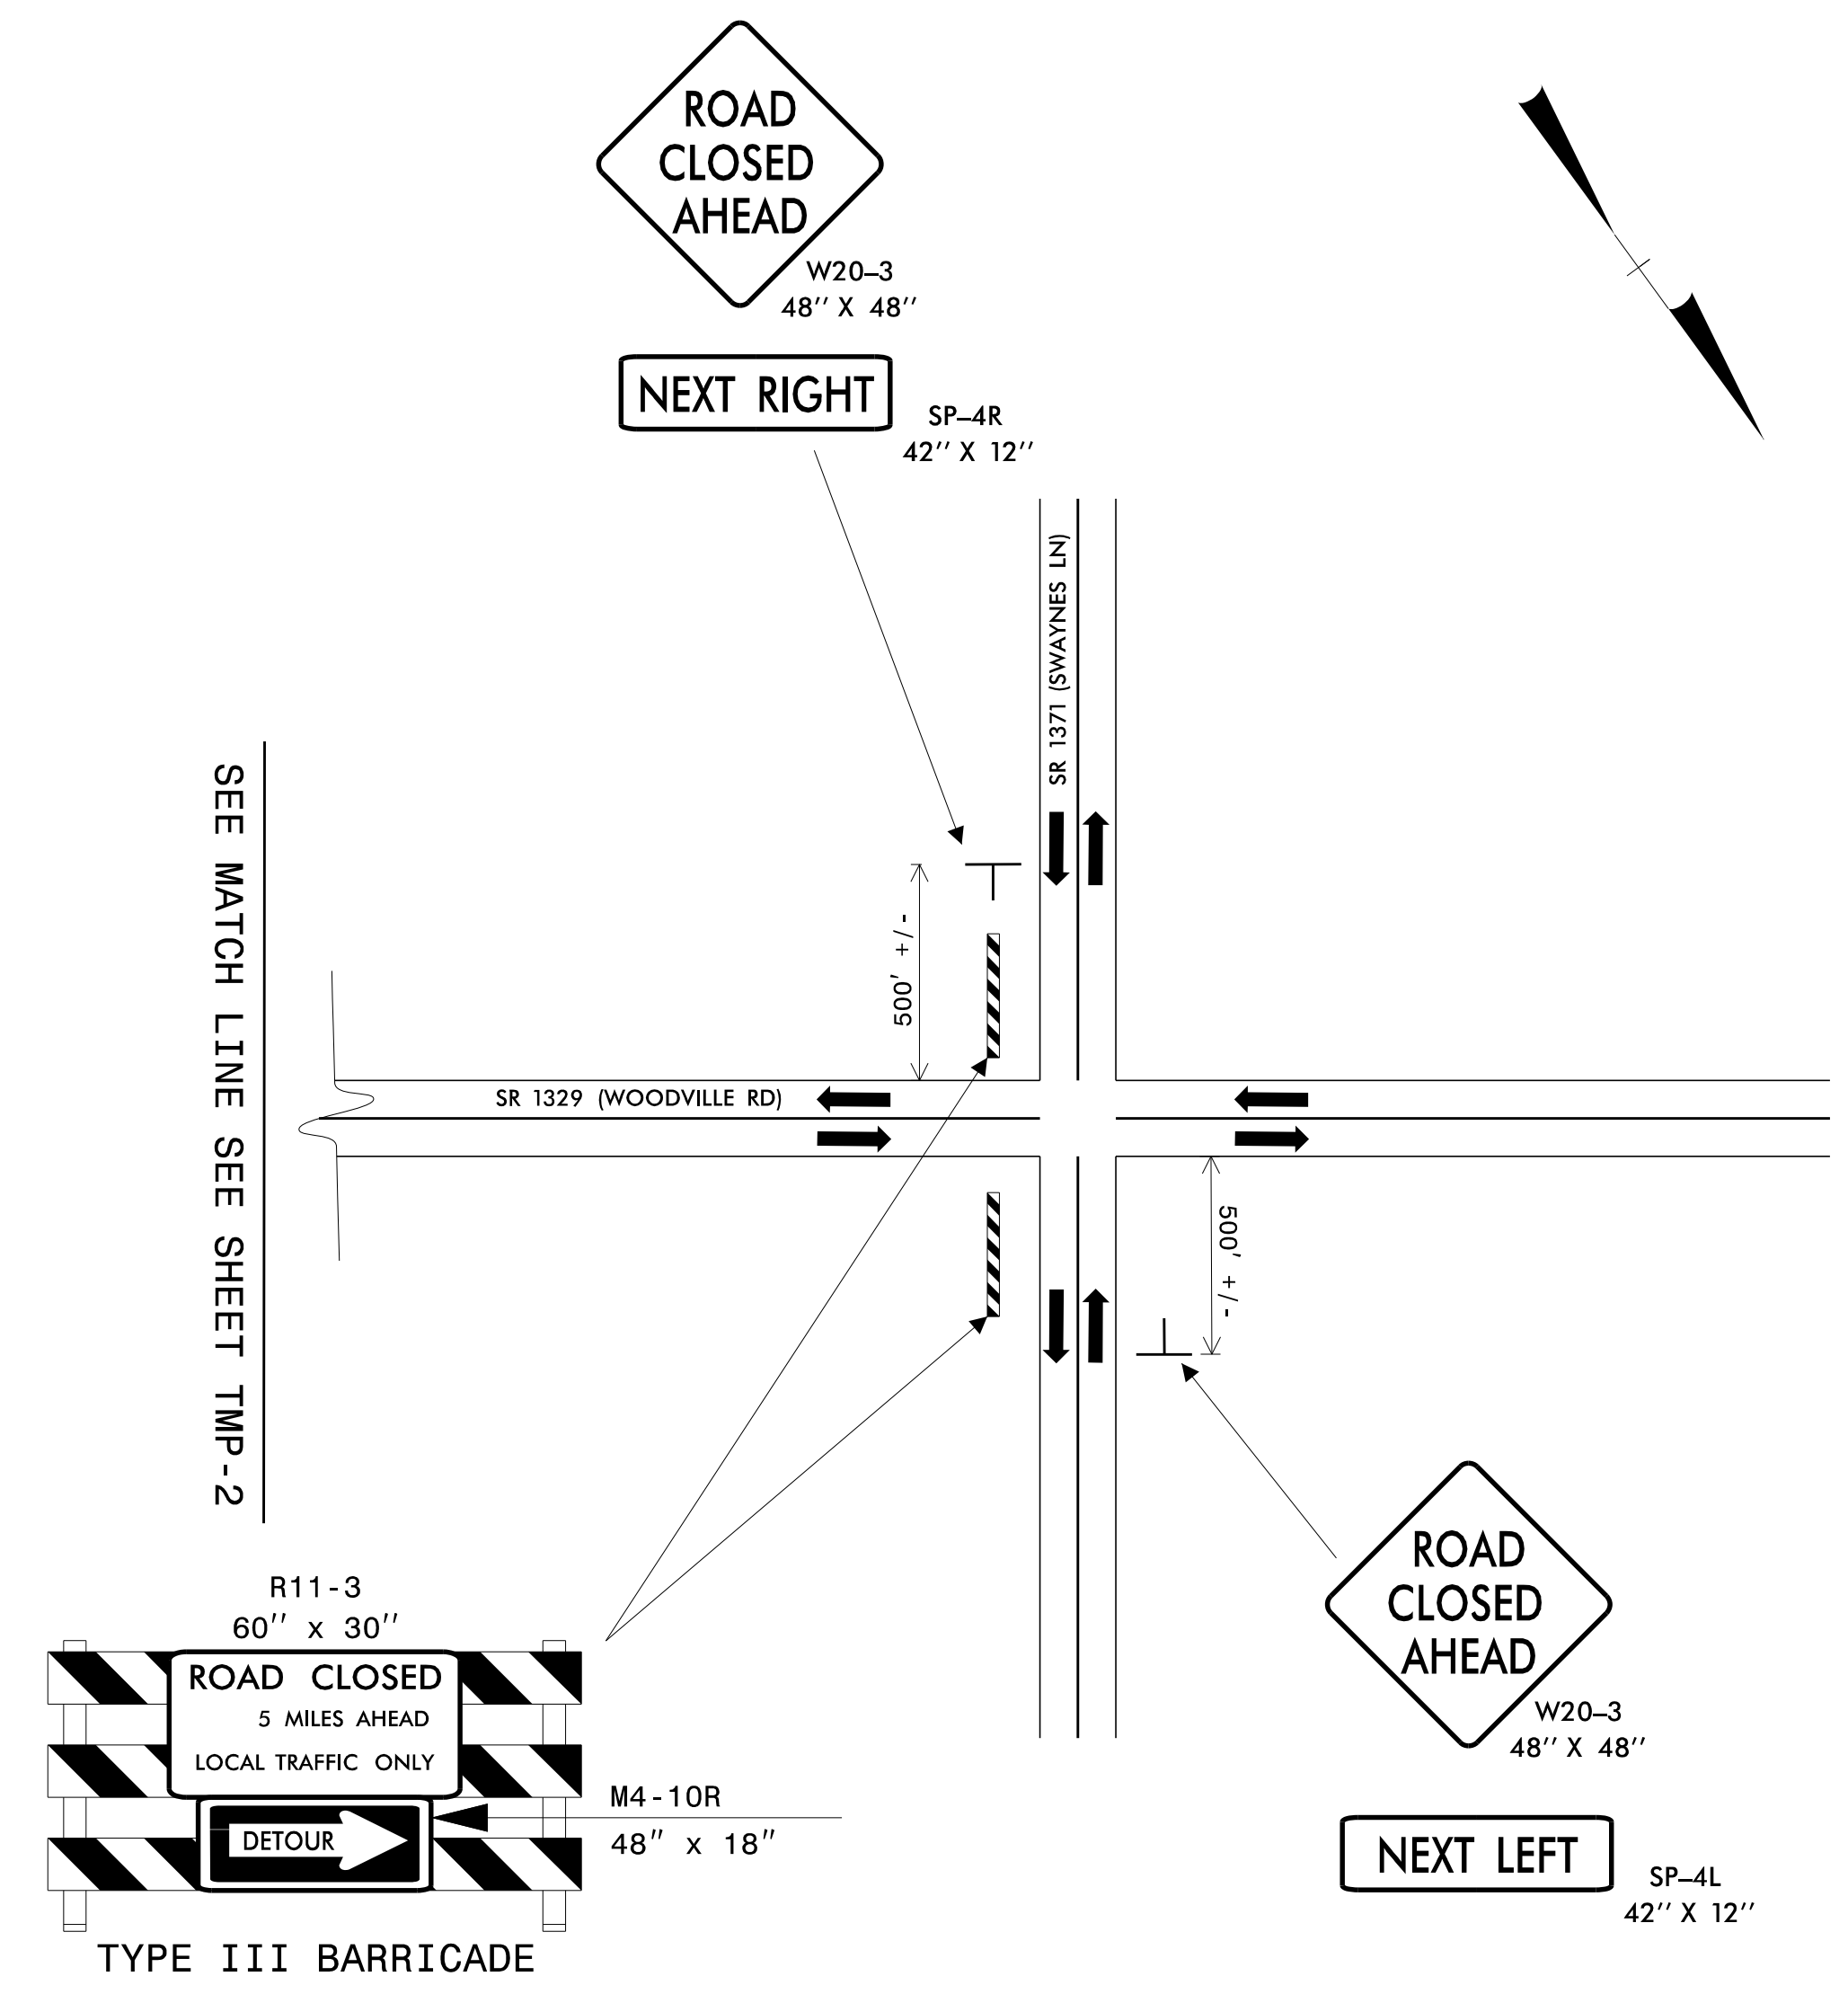 ROAD
CLOSED
AHEAD
W20–3
48’’ X 48’’
NEXT RIGHT
SP–4R
42’’ X 12’’
SR 1371 (SWAYNES LN)
500' +/-
SEE MATCH LINE SEE SHEET TMP-2
SR 1329 (WOODVILLE RD)
500' +/-
ROAD
CLOSED
AHEAD
W20–3
48’’ X 48’’
NEXT LEFT
SP–4L
42’’ X 12’’
R11-3
60’’ x 30’’
ROAD CLOSED
5 MILES AHEAD
LOCAL TRAFFIC ONLY
DETOUR
M4-10R
48" x 18"
TYPE III BARRICADE